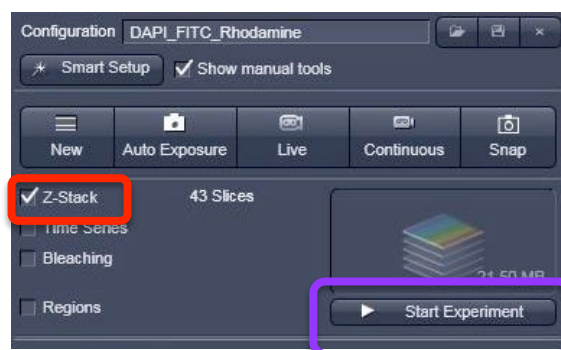 Configuration DAPI_FITC_Rhodamine
Smart Setup Show manual tools
New Auto Exposure Live Continuous Snap
Z-Stack 43 Slices
Time Series
Bleaching
21.50 MB
Regions Start Experiment